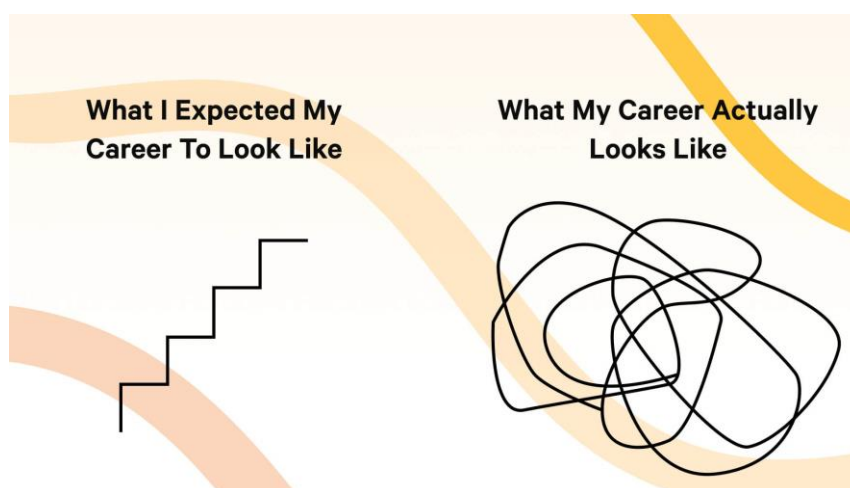 What I Expected My
Career To Look Like
What My Career Actually
Looks Like